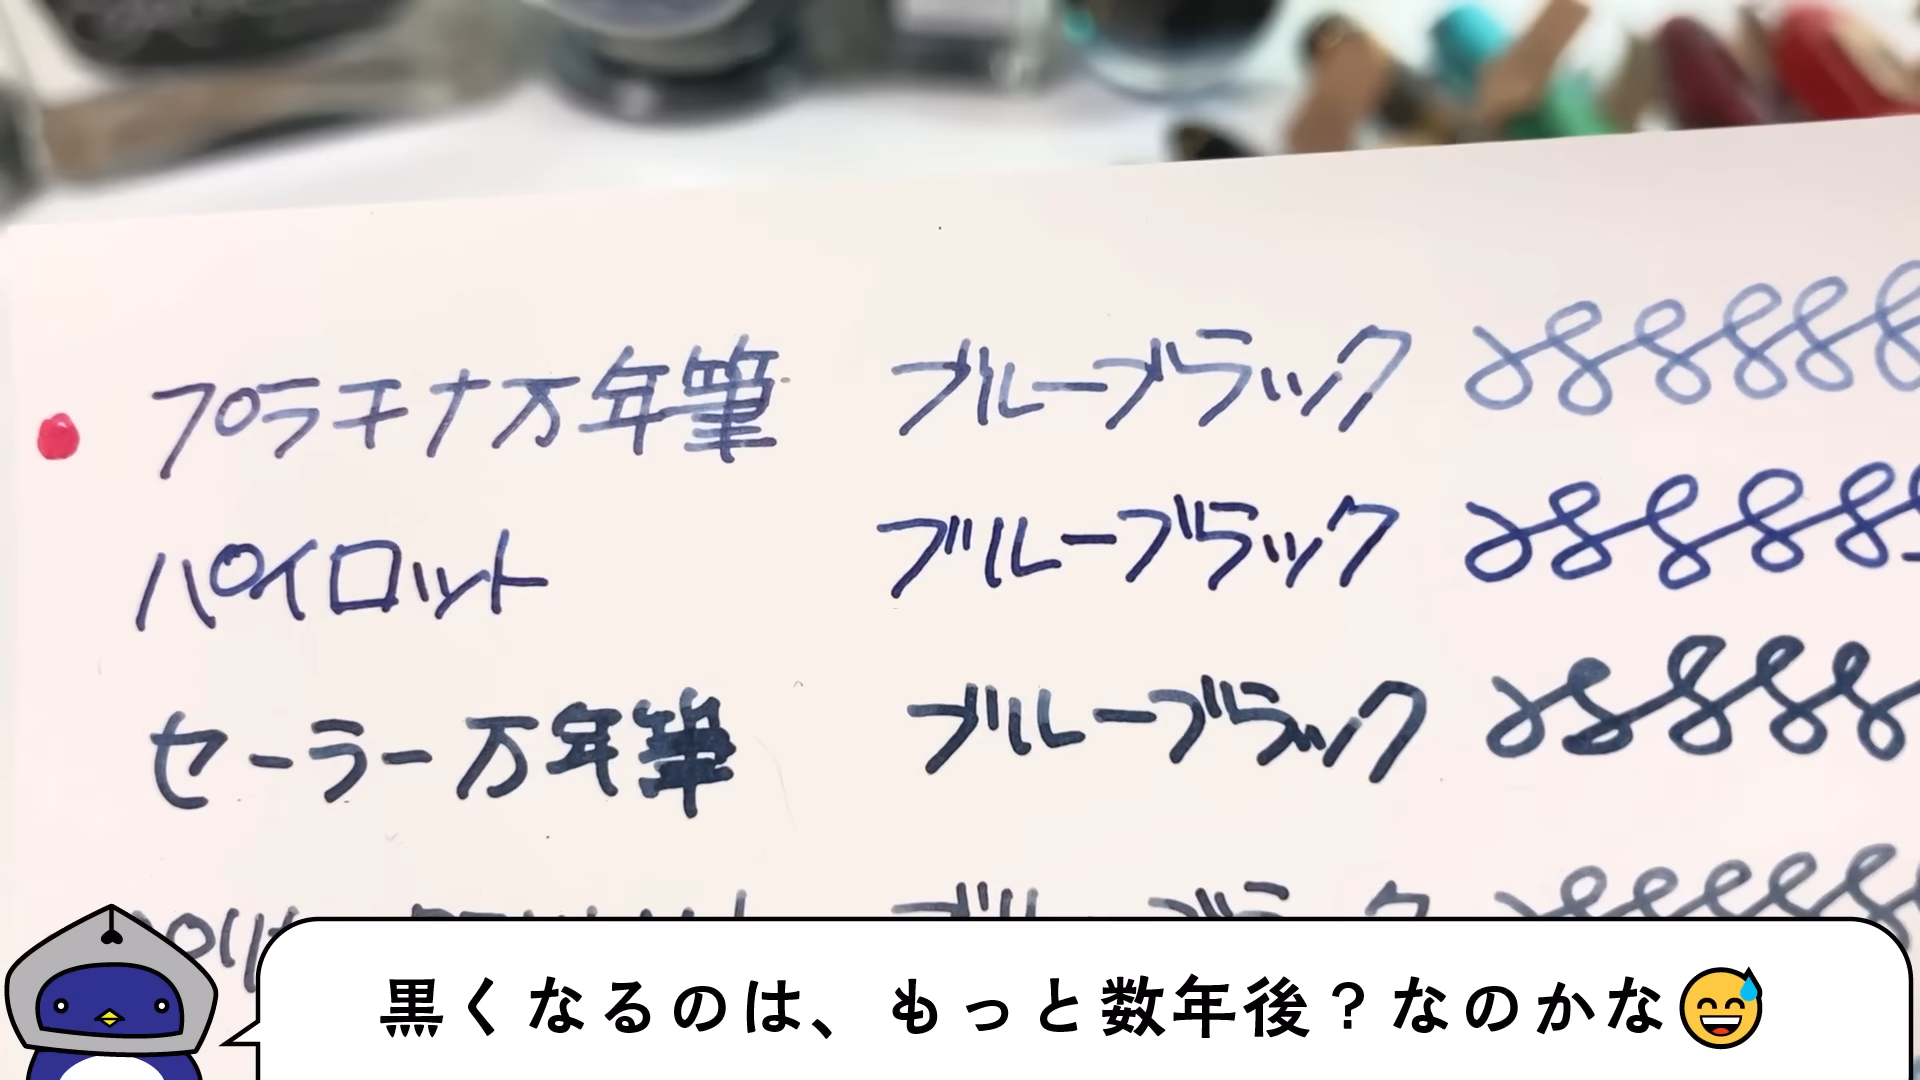 プラチナ万年筆 ブルーブラック
パイロット ブルーブラック
セーラー万年筆 ブルーブラック
黒くなるのは、もっと数年後？なのかな😅